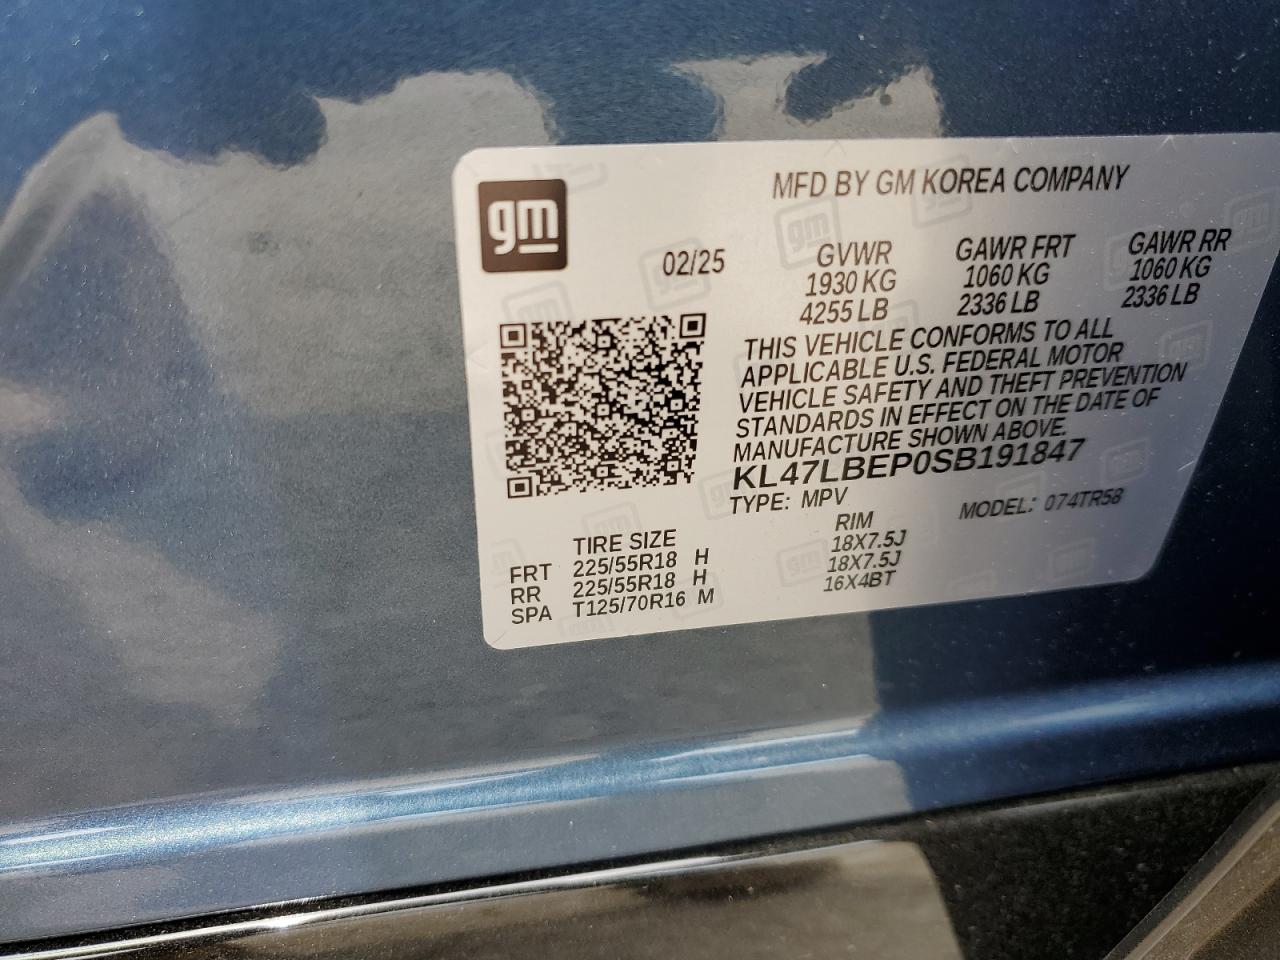 gm
MFD BY GM KOREA COMPANY
02/25
GVWR GAWR FRT GAWR RR
1930 KG 1060 KG 1060 KG
4255 LB 2336 LB 2336 LB
THIS VEHICLE CONFORMS TO ALL
APPLICABLE U.S. FEDERAL MOTOR
VEHICLE SAFETY AND THEFT PREVENTION
STANDARDS IN EFFECT ON THE DATE OF
MANUFACTURE SHOWN ABOVE.
KL47LBEP0SB191847
TYPE: MPV MODEL: 074TR58
TIRE SIZE RIM
FRT 225/55R18 H 18X7.5J
RR 225/55R18 H 18X7.5J
SPA T125/70R16 M 16X4BT